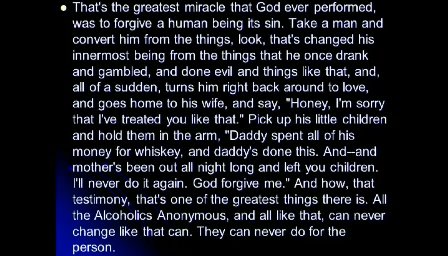 That's the greatest miracle that God ever performed,
was to forgive a human being its sin. Take a man and
convert him from the things, look, that's changed his
innermost being from the things that he once drank
and gambled, and done evil and things like that, and,
all of a sudden, turns him right back around to love,
and goes home to his wife, and say, "Honey, I'm sorry
that I've treated you like that." Pick up his little children
and hold them in the arm, "Daddy spent all of his
money for whiskey, and daddy's done this. And--and
mother's been out all night long and left you children.
I'll never do it again. God forgive me." And how, that
testimony, that's one of the greatest things there is. All
the Alcoholics Anonymous, and all like that, can never
change like that can. They can never do for the
person.